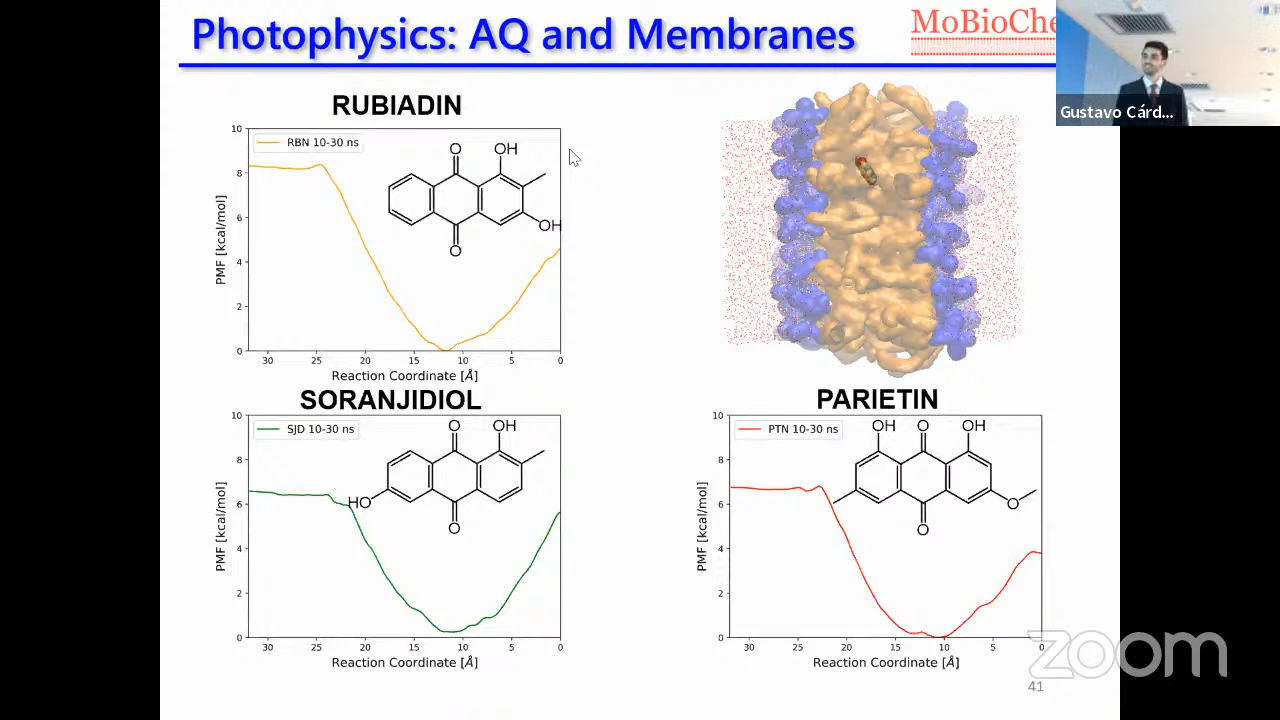 Photophysics: AQ and Membranes
MoBioChe
Gustavo Cárd...
RUBIADIN
RBN 10-30 ns
PMF [kcal/mol]
10
8
6
4
2
0
30 25 20 15 10 5 0
Reaction Coordinate [Å]
O OH
OH
O
SORANJIDIOL
SJD 10-30 ns
PMF [kcal/mol]
10
8
6
4
2
0
30 25 20 15 10 5 0
Reaction Coordinate [Å]
O OH
HO
O
PARIETIN
PTN 10-30 ns
PMF [kcal/mol]
10
8
6
4
2
0
30 25 20 15 10 5 0
Reaction Coordinate [Å]
OH O OH
O
O
zoom
41